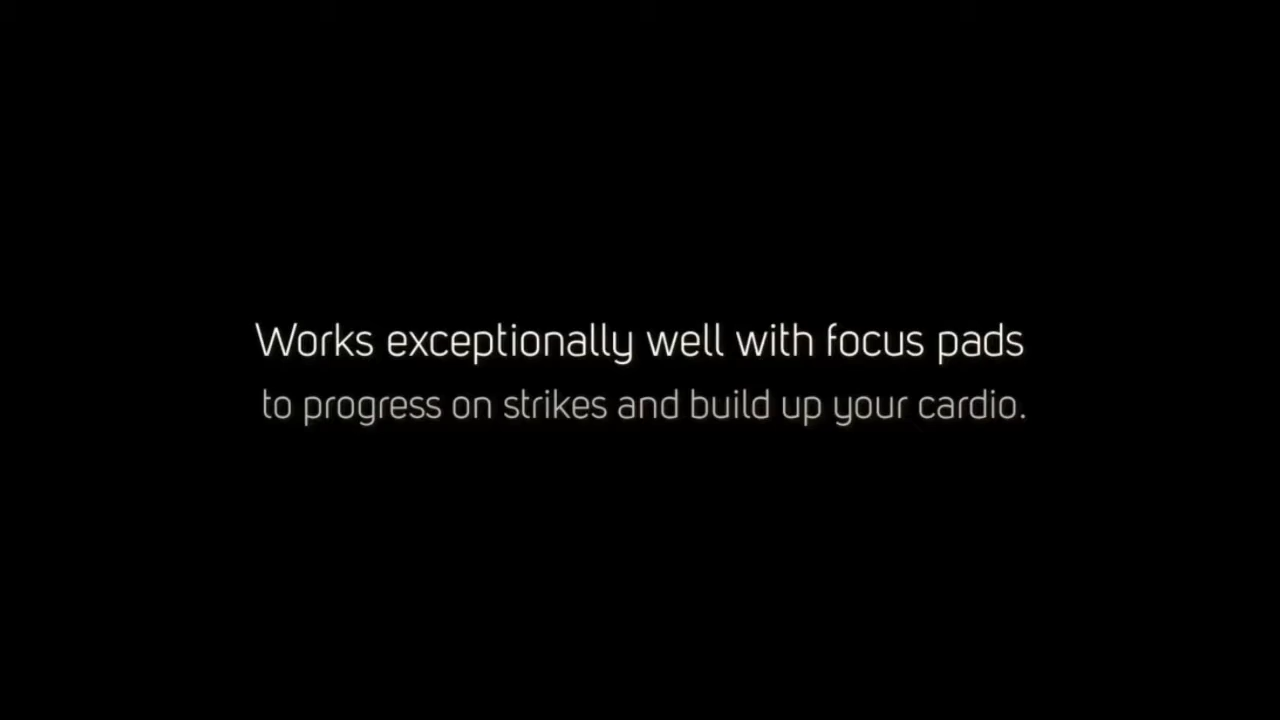 Works exceptionally well with focus pads
to progress on strikes and build up your cardio.